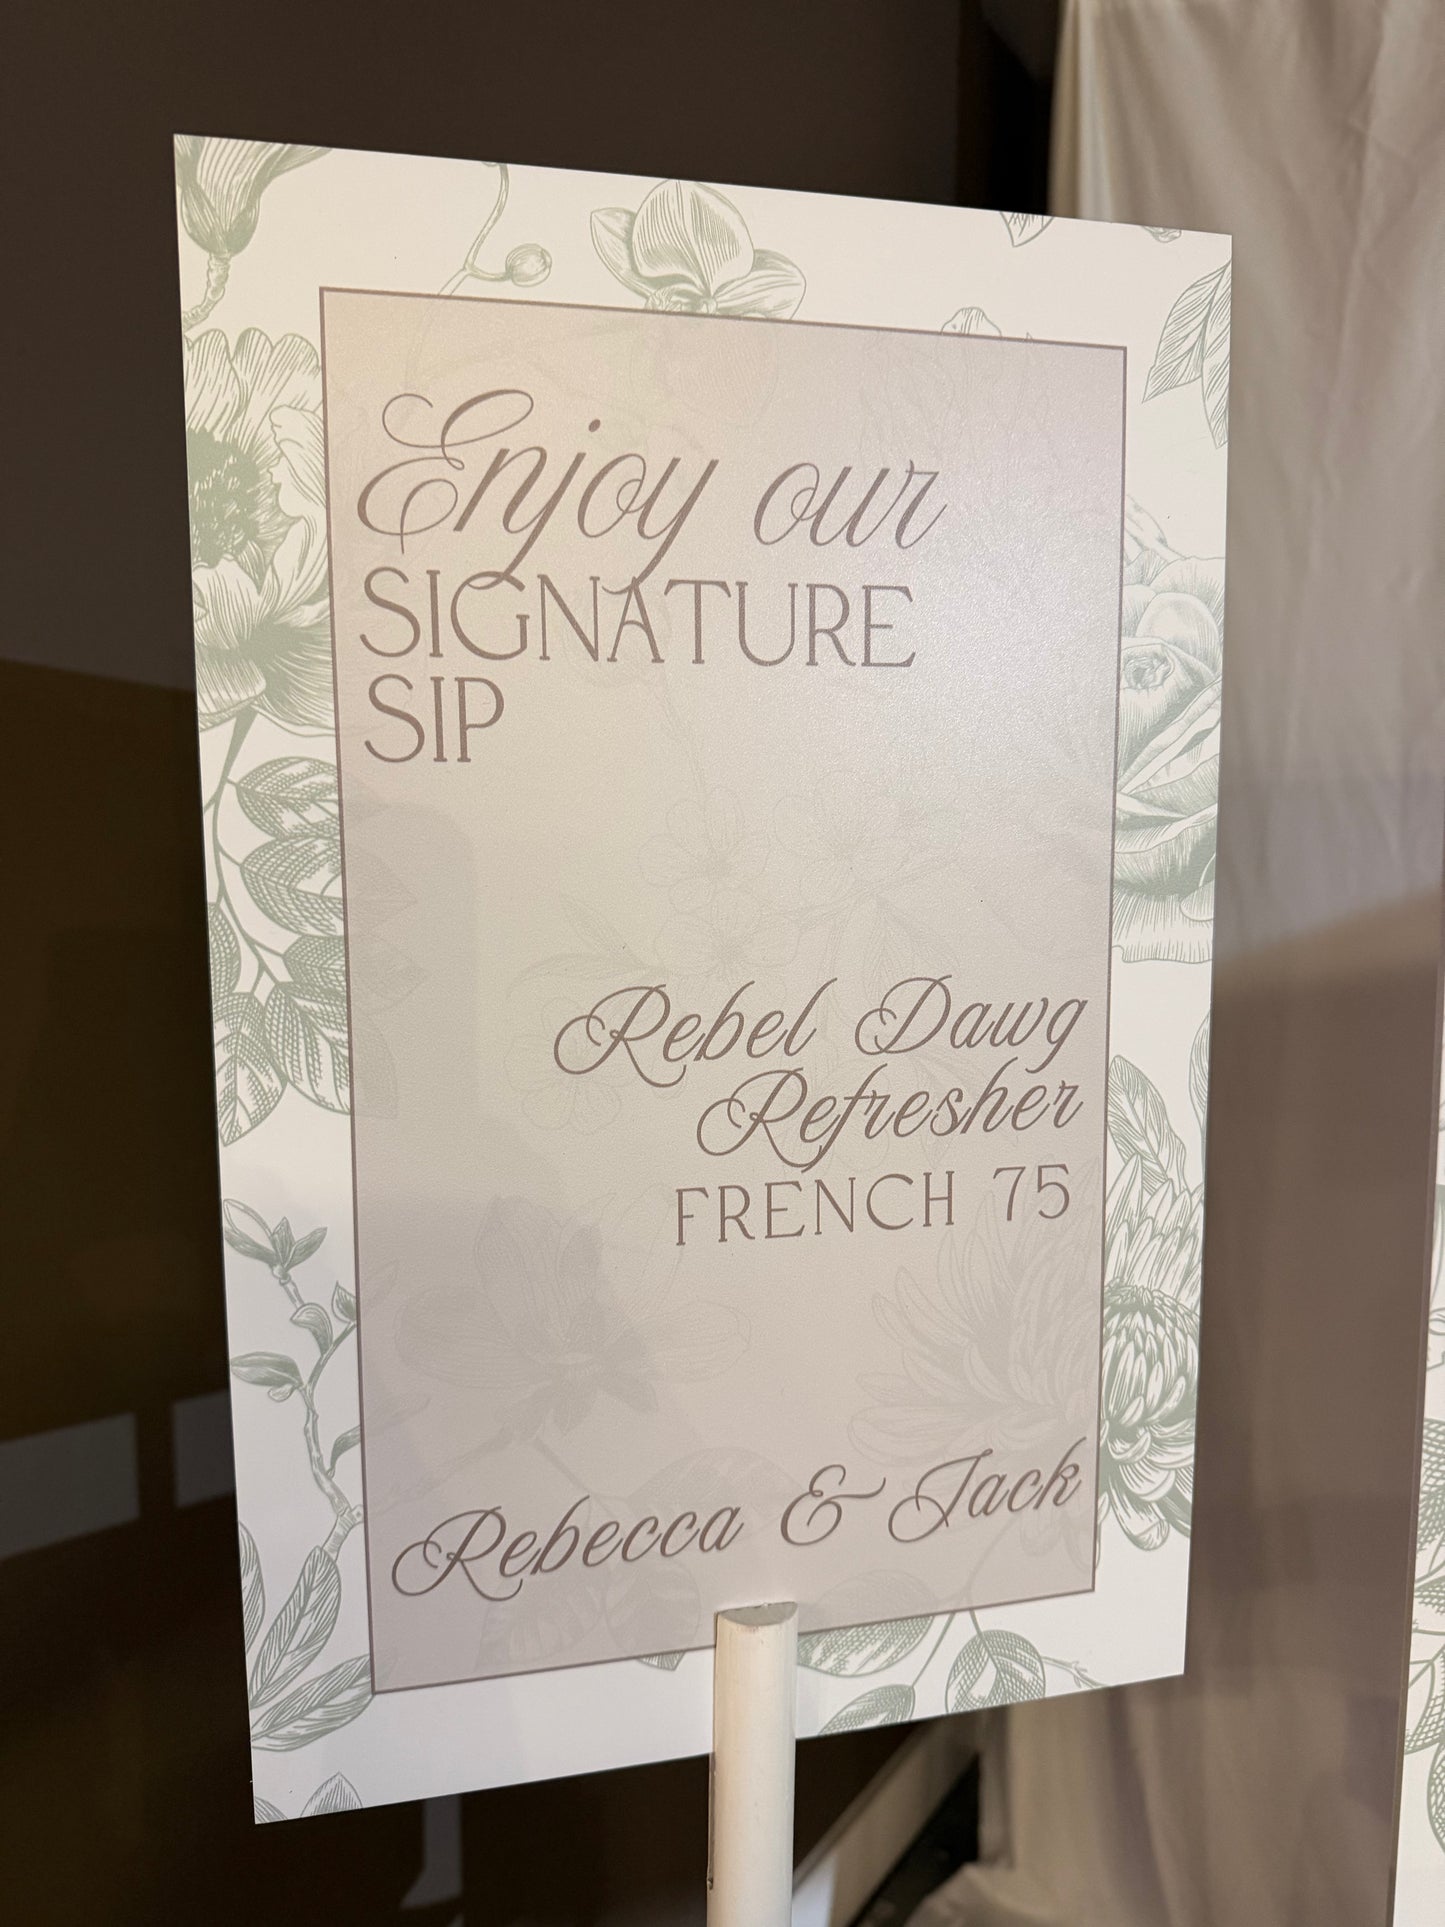 Enjoy our
SIGNATURE
SIP
Rebel Dawg
Refresher
FRENCH 75
Rebecca & Jack